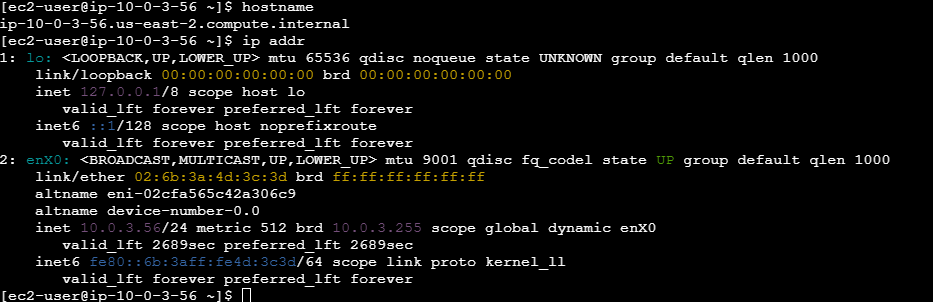 [ec2-user@ip-10-0-3-56 ~]$ hostname
ip-10-0-3-56.us-east-2.compute.internal
[ec2-user@ip-10-0-3-56 ~]$ ip addr
1: lo: <LOOPBACK,UP,LOWER_UP> mtu 65536 qdisc noqueue state UNKNOWN group default qlen 1000
    link/loopback 00:00:00:00:00:00 brd 00:00:00:00:00:00
    inet 127.0.0.1/8 scope host lo
       valid_lft forever preferred_lft forever
    inet6 ::1/128 scope host noprefixroute
       valid_lft forever preferred_lft forever
2: enX0: <BROADCAST,MULTICAST,UP,LOWER_UP> mtu 9001 qdisc fq_codel state UP group default qlen 1000
    link/ether 02:6b:3a:4d:3c:3d brd ff:ff:ff:ff:ff:ff
    altname eni-02cfa565c42a306c9
    altname device-number-0.0
    inet 10.0.3.56/24 metric 512 brd 10.0.3.255 scope global dynamic enX0
       valid_lft 2689sec preferred_lft 2689sec
    inet6 fe80::6b:3aff:fe4d:3c3d/64 scope link proto kernel_ll
       valid_lft forever preferred_lft forever
[ec2-user@ip-10-0-3-56 ~]$